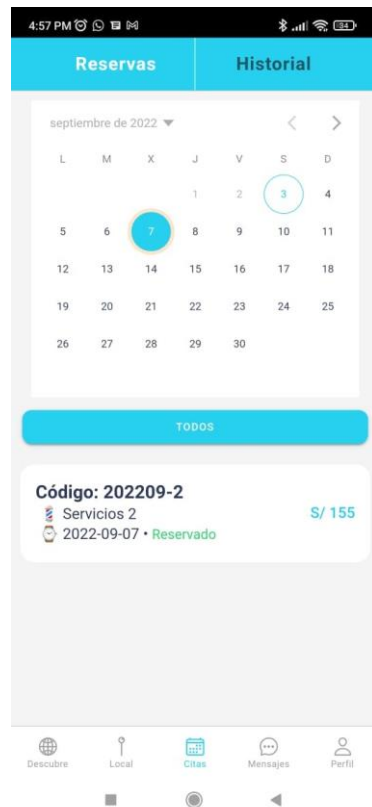 4:57 PM 34
Reservas Historial
septiembre de 2022
L M X J V S D
1 2 3 4
5 6 7 8 9 10 11
12 13 14 15 16 17 18
19 20 21 22 23 24 25
26 27 28 29 30
TODOS
Código: 202209-2
Servicios 2 S/ 155
2022-09-07 • Reservado
Descubre Local Citas Mensajes Perfil